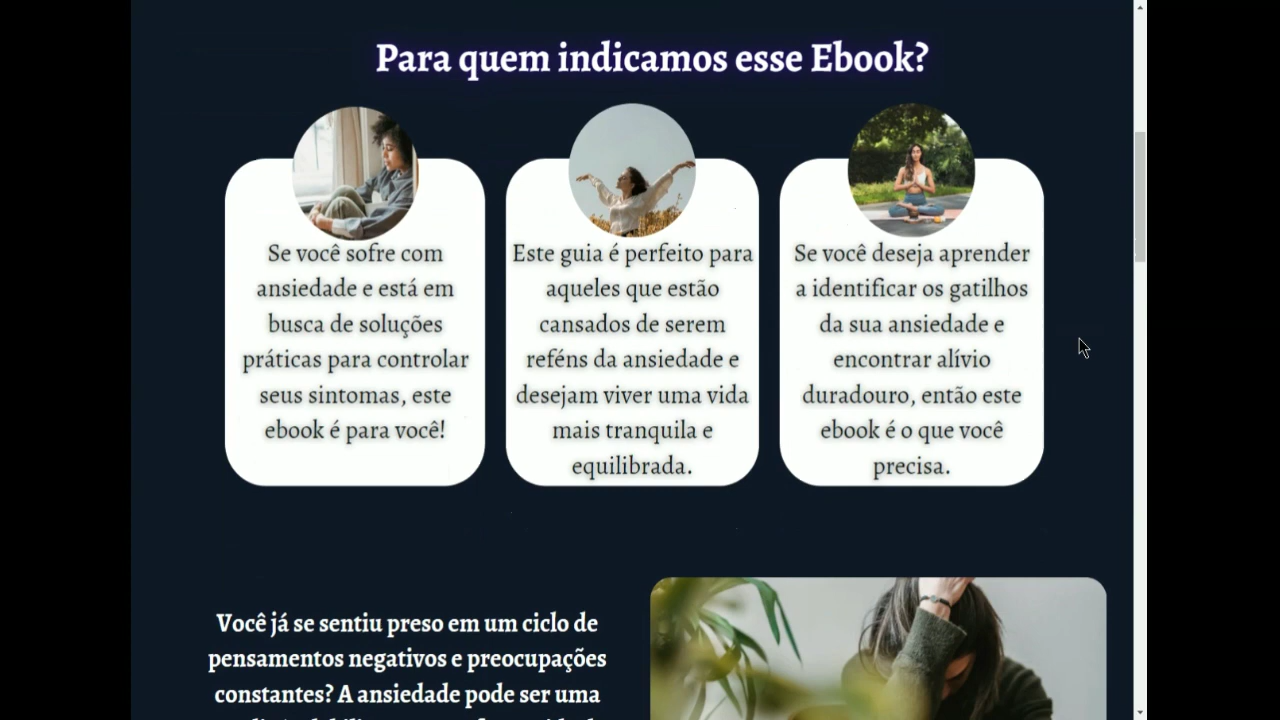 Para quem indicamos esse Ebook?
Se você sofre com
ansiedade e está em
busca de soluções
práticas para controlar
seus sintomas, este
ebook é para você!
Este guia é perfeito para
aqueles que estão
cansados de serem
reféns da ansiedade e
desejam viver uma vida
mais tranquila e
equilibrada.
Se você deseja aprender
a identificar os gatilhos
da sua ansiedade e
encontrar alívio
duradouro, então este
ebook é o que você
precisa.
Você já se sentiu preso em um ciclo de
pensamentos negativos e preocupações
constantes? A ansiedade pode ser uma